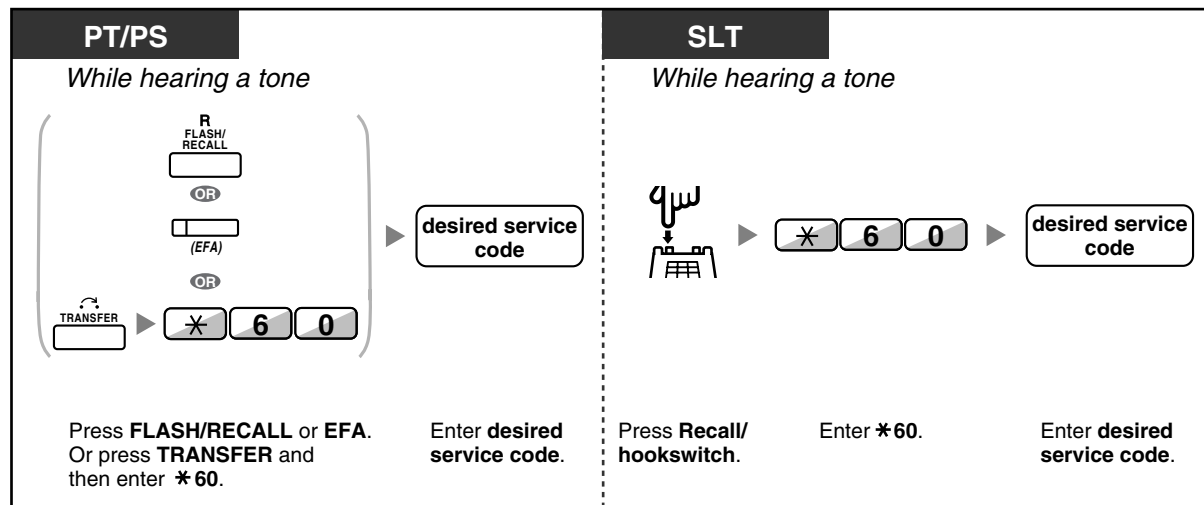 PT/PS
While hearing a tone
R
FLASH/
RECALL
OR
(EFA)
OR
TRANSFER
* 6 0
desired service
code
Press FLASH/RECALL or EFA.
Or press TRANSFER and
then enter *60.
Enter desired
service code.
SLT
While hearing a tone
* 6 0
desired service
code
Press Recall/
hookswitch.
Enter *60.
Enter desired
service code.